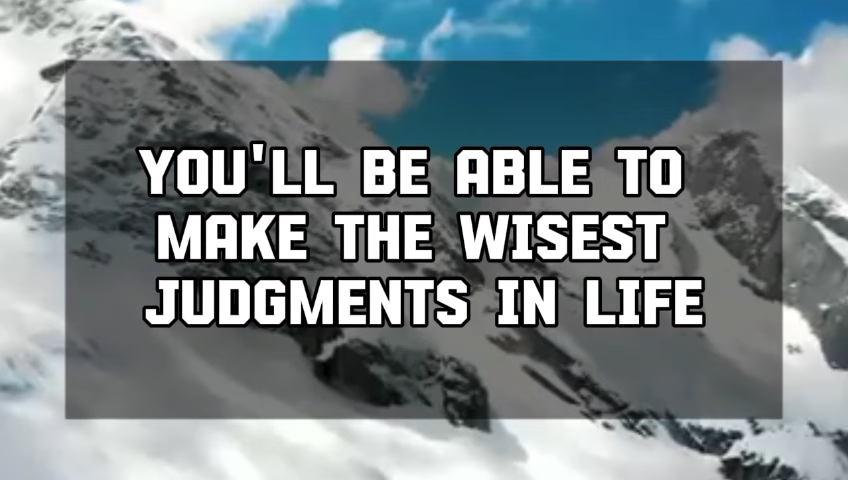 YOU'LL BE ABLE TO
MAKE THE WISEST
JUDGMENTS IN LIFE